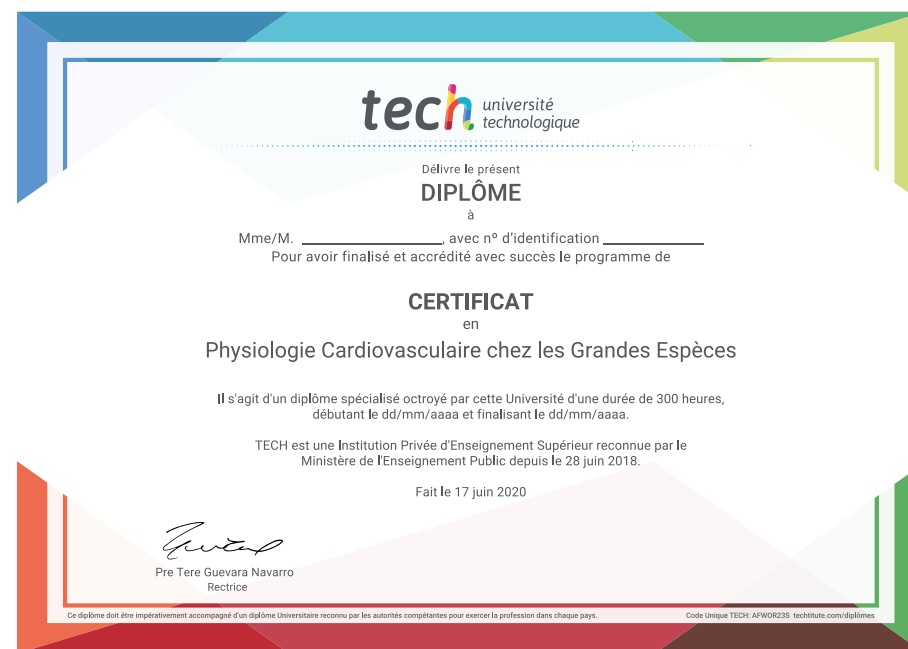 tech université
technologique
Délivre le présent
DIPLÔME
à
Mme/M. ____________________, avec nº d'identification ______________
Pour avoir finalisé et accrédité avec succès le programme de
CERTIFICAT
en
Physiologie Cardiovasculaire chez les Grandes Espèces
Il s'agit d'un diplôme spécialisé octroyé par cette Université d'une durée de 300 heures,
débutant le dd/mm/aaaa et finalisant le dd/mm/aaaa.
TECH est une Institution Privée d'Enseignement Supérieur reconnue par le
Ministère de l'Enseignement Public depuis le 28 juin 2018.
Fait le 17 juin 2020
Pre Tere Guevara Navarro
Rectrice
Ce diplôme doit être impérativement accompagné d'un diplôme Universitaire reconnu par les autorités compétantes pour exercer la profession dans chaque pays.
Code Unique TECH: AFWOR23S techtitute.com/diplômes